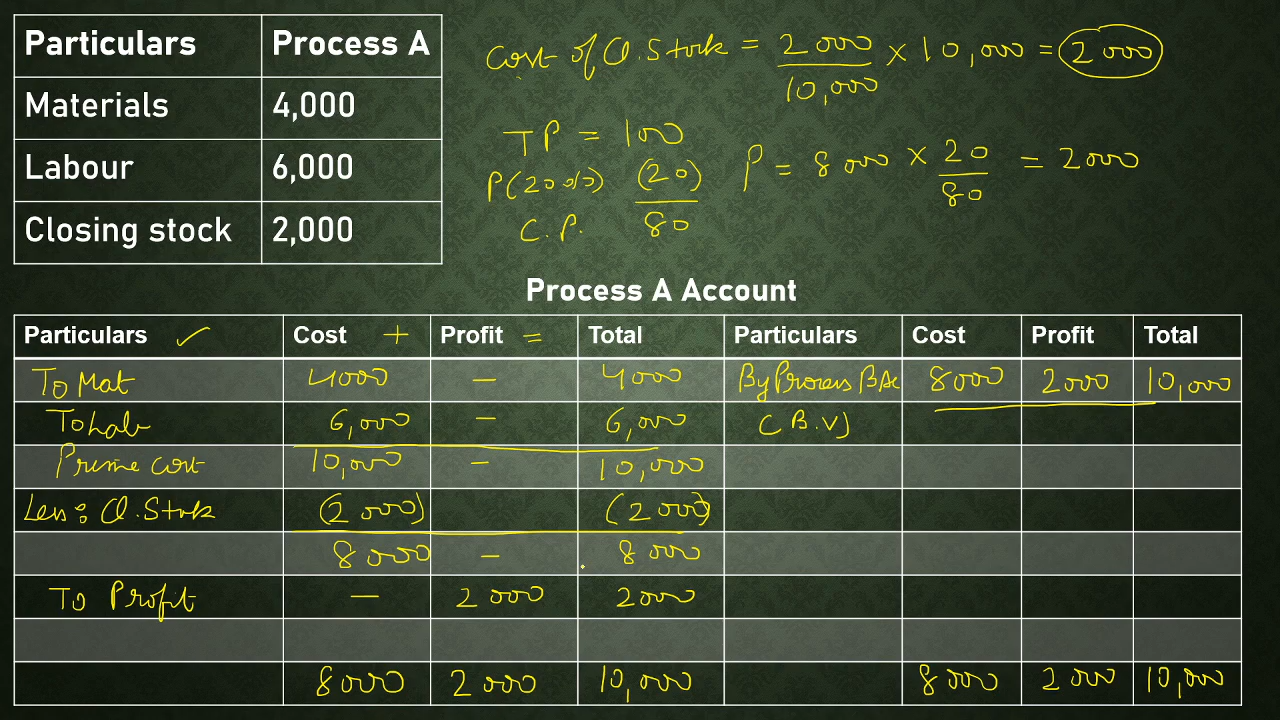 Particulars Process A
Materials 4,000
Labour 6,000
Closing stock 2,000
Cost of Cl. Stock = 2000 / 10,000 × 10,000 = 2000
TP = 100
P(20%) (20)
C.P. 80
P = 8000 × 20 / 80 = 2000
Process A Account
Particulars ✓ Cost + Profit = Total Particulars Cost Profit Total
To Mat 4000 – 4000 By Process B A/c 8000 2000 10,000
To Lab 6,000 – 6,000 (B.V)
Prime cost 10,000 – 10,000
Less: Cl. Stock (2000) (2000)
8000 – 8000
To Profit — 2000 2000
8000 2000 10,000 8000 2000 10,000